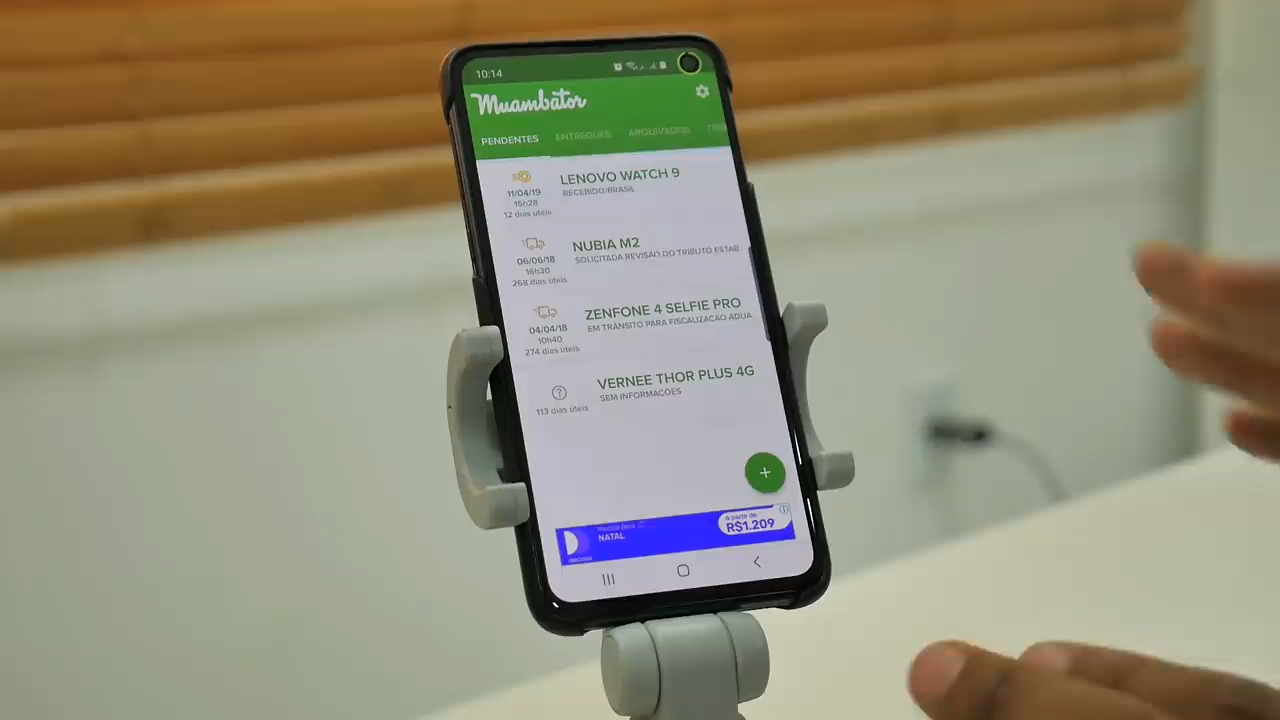 10:14
Muambator
PENDENTES ENTREGUES ARQUIVADOS
LENOVO WATCH 9
RECEBIDO/BRASIL
11/04/19
15h28
12 dias úteis
NUBIA M2
SOLICITADA REVISÃO DO TRIBUTO ESTAB
06/06/18
16h30
268 dias úteis
ZENFONE 4 SELFIE PRO
EM TRÂNSITO PARA FISCALIZACAO ADUA
04/04/18
10h40
274 dias úteis
VERNEE THOR PLUS 4G
SEM INFORMAÇÕES
113 dias úteis
+
NATAL
A partir de
R$1.209